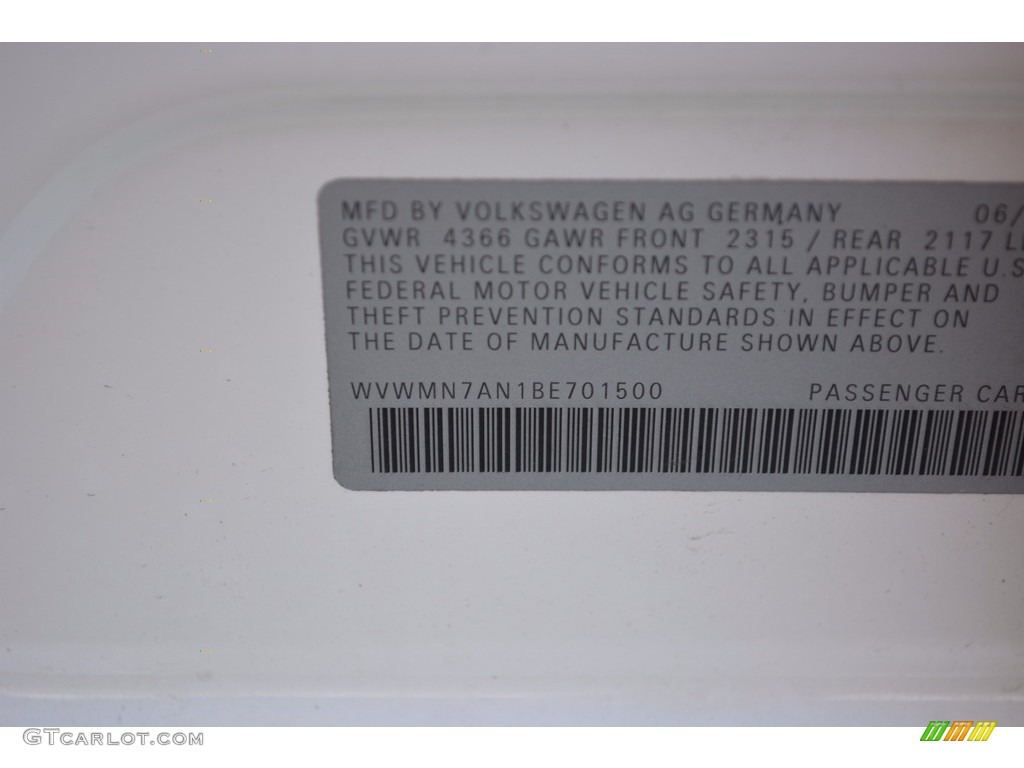 MFD BY VOLKSWAGEN AG GERMANY 06/
GVWR 4366 GAWR FRONT 2315 / REAR 2117 L
THIS VEHICLE CONFORMS TO ALL APPLICABLE U.S
FEDERAL MOTOR VEHICLE SAFETY, BUMPER AND
THEFT PREVENTION STANDARDS IN EFFECT ON
THE DATE OF MANUFACTURE SHOWN ABOVE.
WVWMN7AN1BE701500 PASSENGER CAR
GTCARLOT.COM